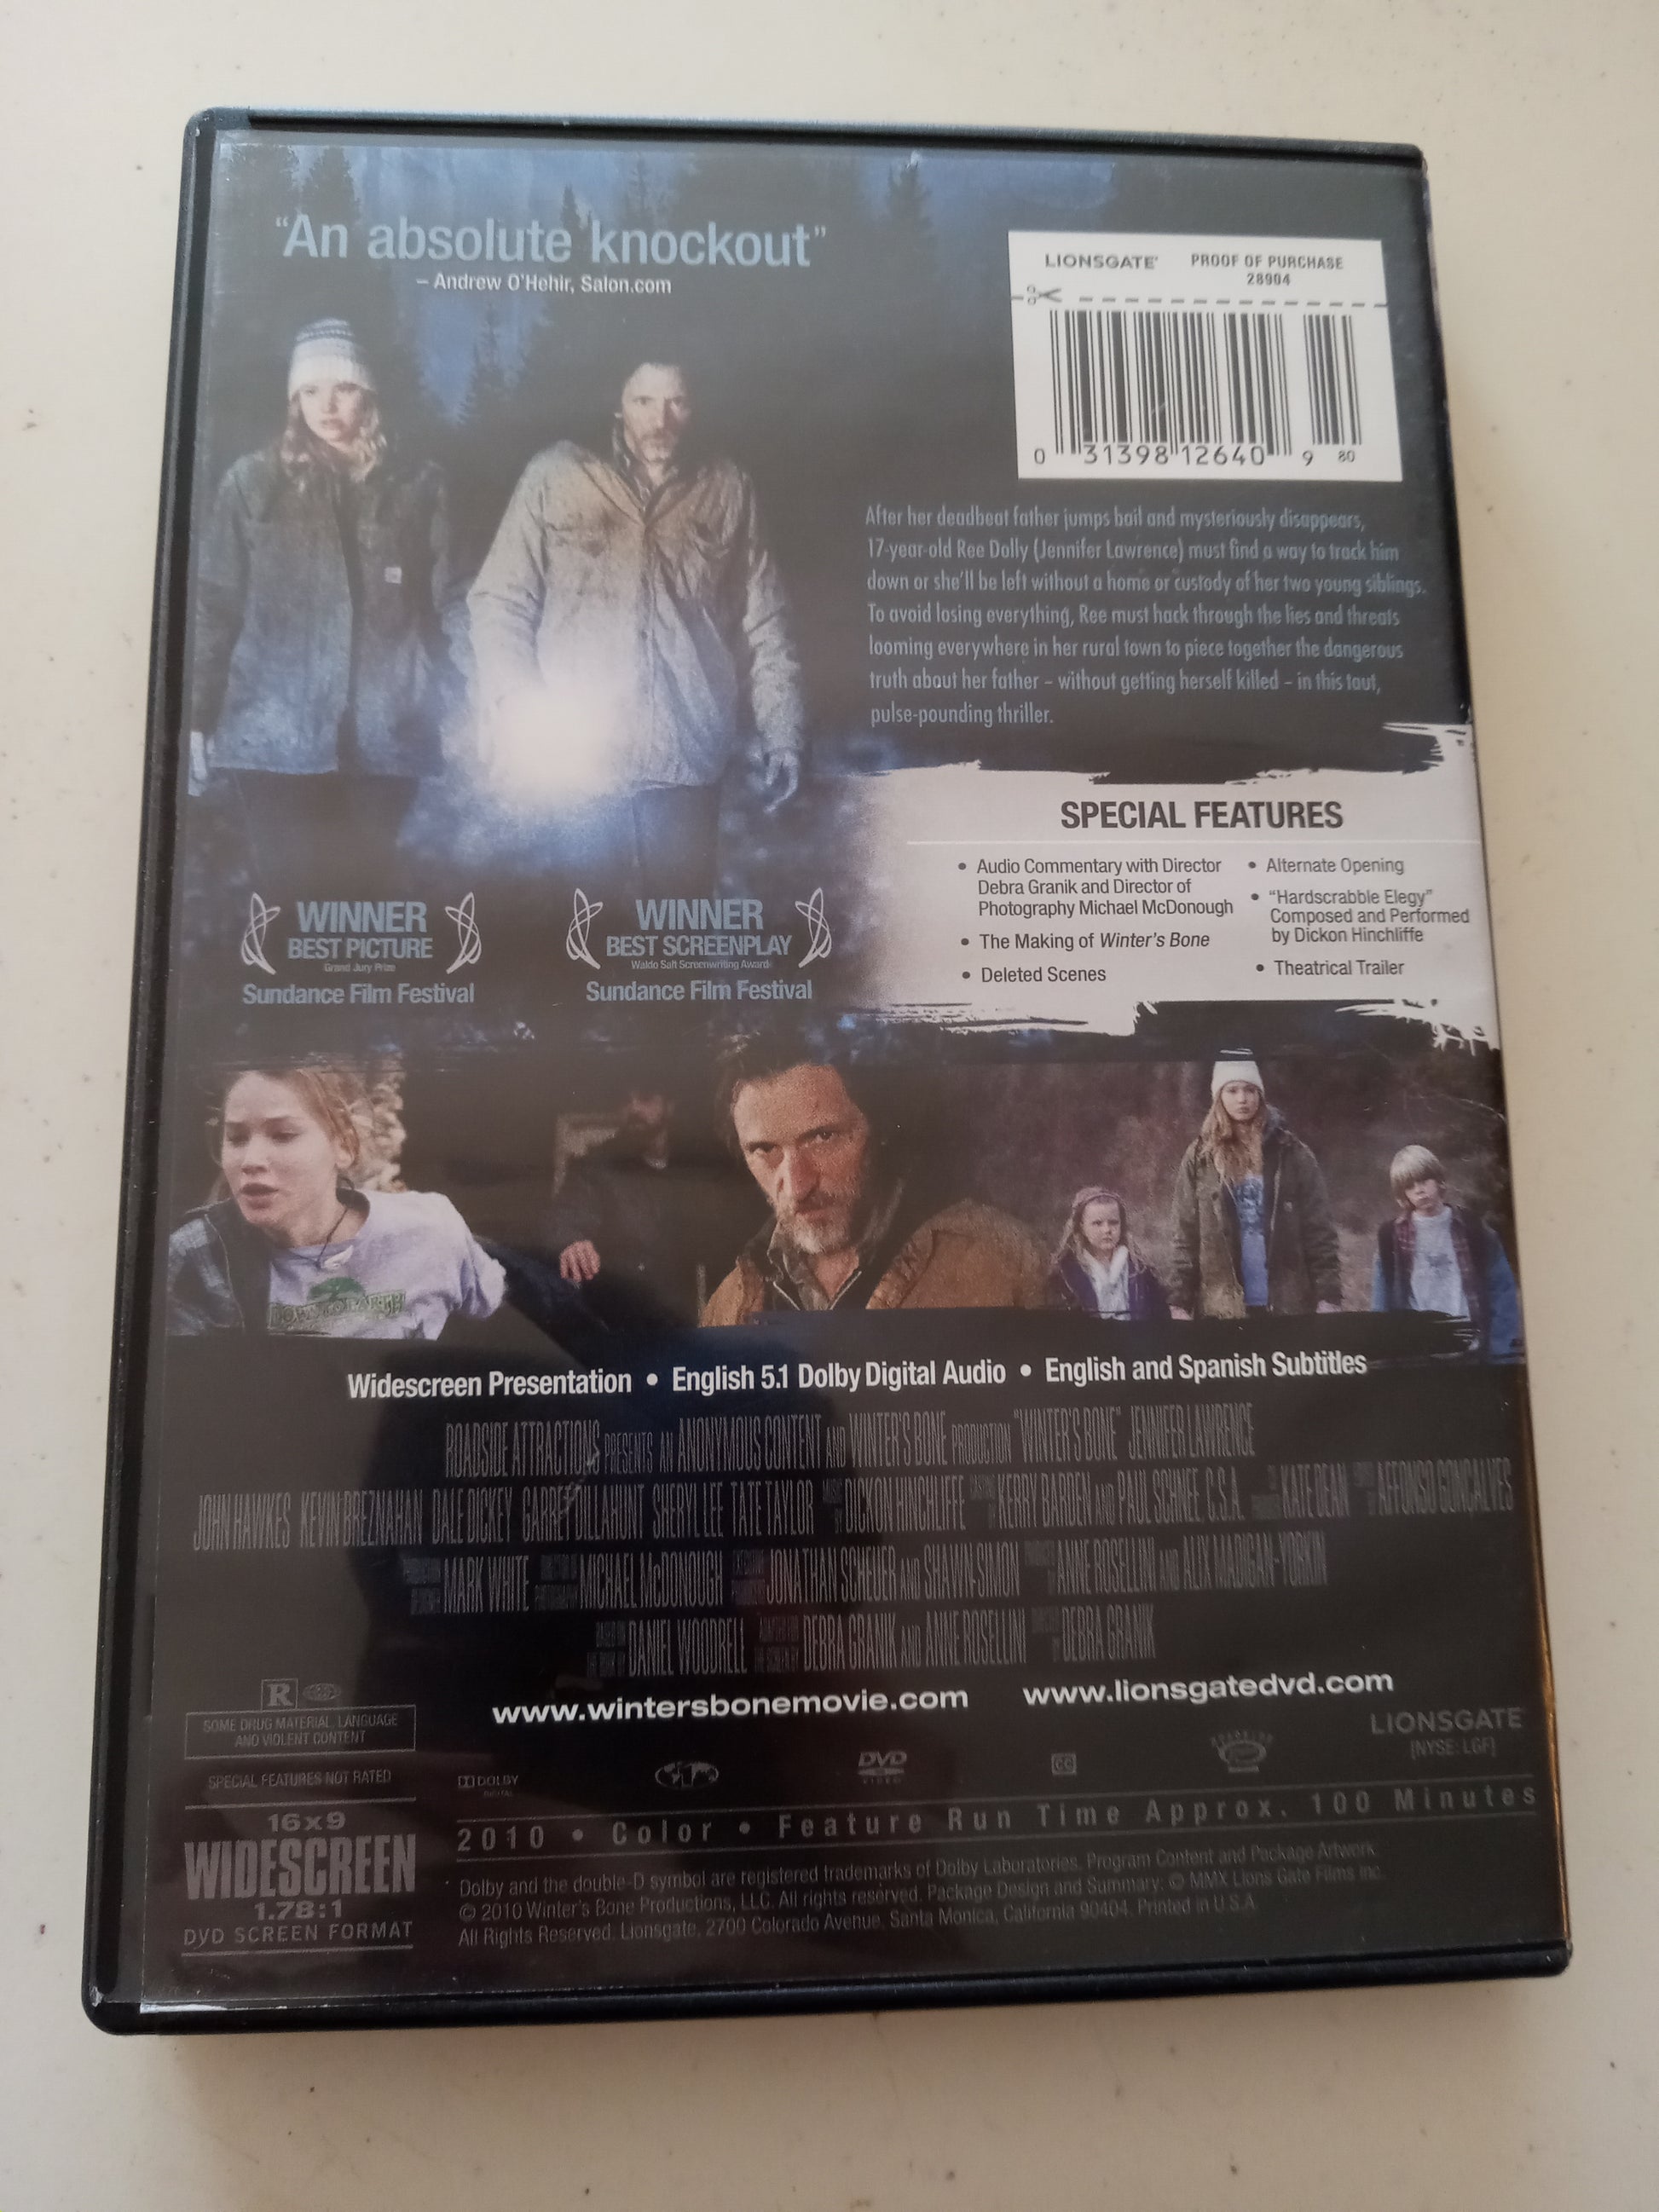 “An absolute knockout”
– Andrew O'Hehir, Salon.com
LIONSGATE® PROOF OF PURCHASE
28904
0 31398 12640 9 80
After her deadbeat father jumps bail and mysteriously disappears,
17-year-old Ree Dolly (Jennifer Lawrence) must find a way to track him
down or she'll be left without a home or custody of her two young siblings.
To avoid losing everything, Ree must hack through the lies and threats
looming everywhere in her rural town to piece together the dangerous
truth about her father – without getting herself killed – in this taut,
pulse-pounding thriller.
SPECIAL FEATURES
• Audio Commentary with Director
Debra Granik and Director of
Photography Michael McDonough
• The Making of Winter's Bone
• Deleted Scenes
• Alternate Opening
• “Hardscrabble Elegy”
Composed and Performed
by Dickon Hinchliffe
• Theatrical Trailer
WINNER
BEST PICTURE
Grand Jury Prize
Sundance Film Festival
WINNER
BEST SCREENPLAY
Waldo Salt Screenwriting Award
Sundance Film Festival
DOWN TO EARTH
Widescreen Presentation • English 5.1 Dolby Digital Audio • English and Spanish Subtitles
ROADSIDE ATTRACTIONS PRESENTS AN ANONYMOUS CONTENT AND WINTER'S BONE PRODUCTION "WINTER'S BONE" JENNIFER LAWRENCE
JOHN HAWKES KEVIN BREZNAHAN DALE DICKEY GARRET DILLAHUNT SHERYL LEE TATE TAYLOR MUSIC BY DICKON HINCHLIFFE CASTING BY KERRY BARDEN AND PAUL SCHNEE, C.S.A. KATE DEAN AFFONSO GONÇALVES
MARK WHITE MICHAEL McDONOUGH JONATHAN SCHEUER AND SHAWN SIMON ANNE ROSELLINI AND ALIX MADIGAN-YORKIN
BASED ON THE BOOK BY DANIEL WOODRELL DEBRA GRANIK AND ANNE ROSELLINI DEBRA GRANIK
www.wintersbonemovie.com www.lionsgatedvd.com
R
SOME DRUG MATERIAL, LANGUAGE
AND VIOLENT CONTENT
SPECIAL FEATURES NOT RATED
16x9
WIDESCREEN
1.78:1
DVD SCREEN FORMAT
DOLBY
DIGITAL
DVD
VIDEO
CC
LIONSGATE
[NYSE: LGF]
2010 • Color • Feature Run Time Approx. 100 Minutes
Dolby and the double-D symbol are registered trademarks of Dolby Laboratories. Program Content and Package Artwork
© 2010 Winter's Bone Productions, LLC. All rights reserved. Package Design and Summary: © MMX Lions Gate Films Inc.
All Rights Reserved. Lionsgate, 2700 Colorado Avenue, Santa Monica, California 90404. Printed in U.S.A